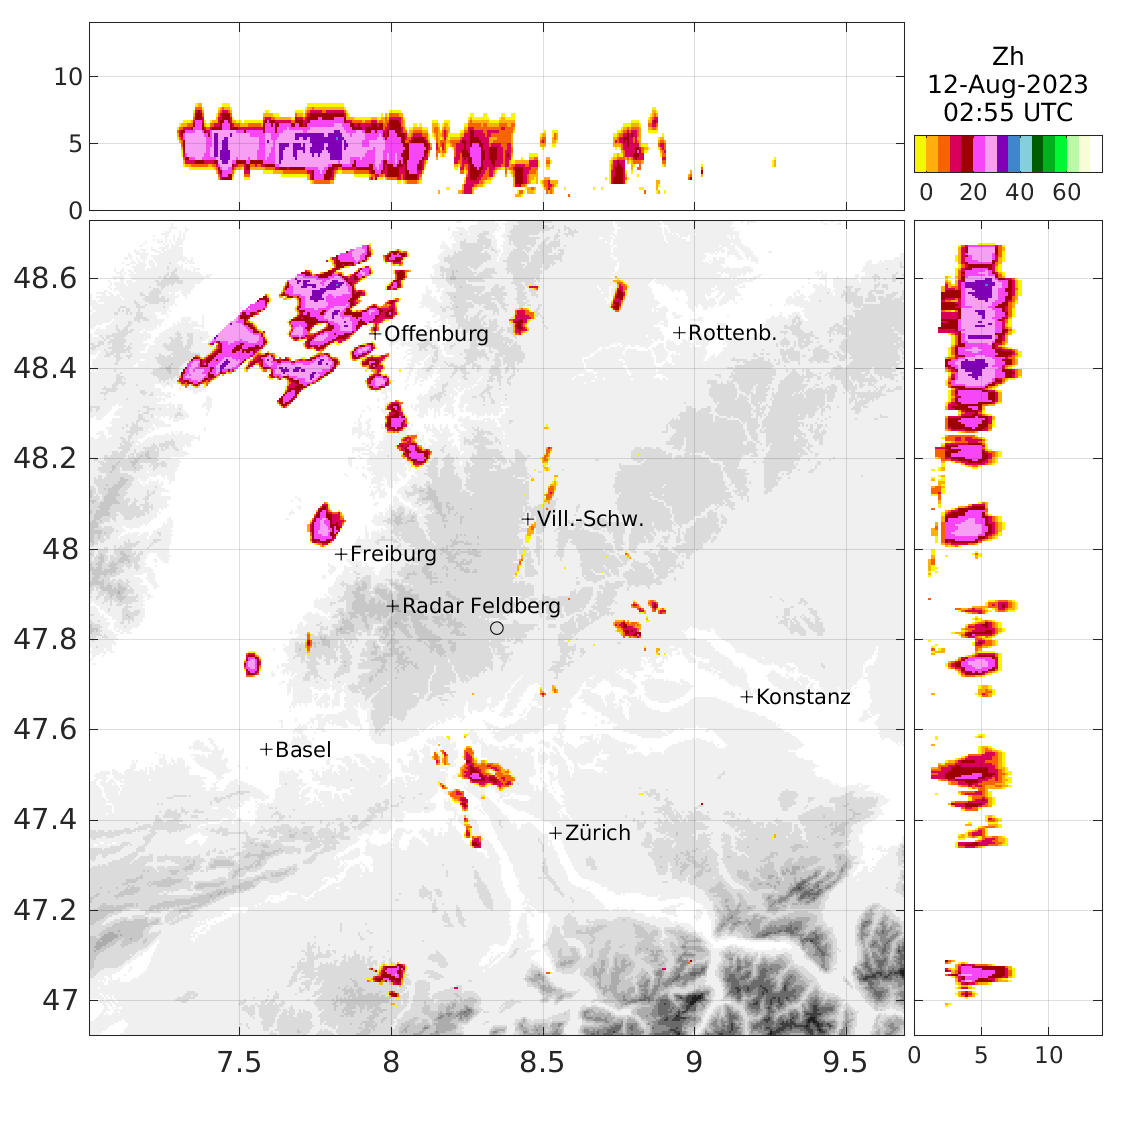 10
5
0
Zh
12-Aug-2023
02:55 UTC
0 20 40 60
48.6
48.4
48.2
48
47.8
47.6
47.4
47.2
47
Offenburg
Rottenb.
Vill.-Schw.
Freiburg
Radar Feldberg
Konstanz
Basel
Zürich
7.5 8 8.5 9 9.5
0 5 10